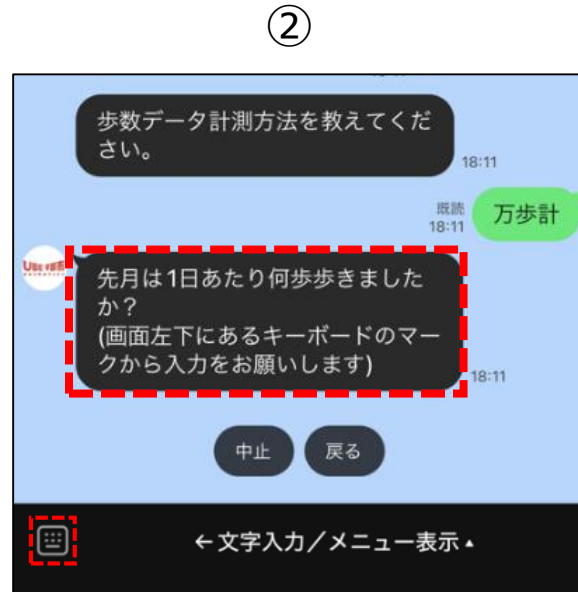 ②
歩数データ計測方法を教えてくだ
さい。
18:11
既読
18:11
万歩計
先月は1日あたり何歩歩きました
か？
(画面左下にあるキーボードのマー
クから入力をお願いします)
18:11
中止
戻る
←文字入力／メニュー表示▲